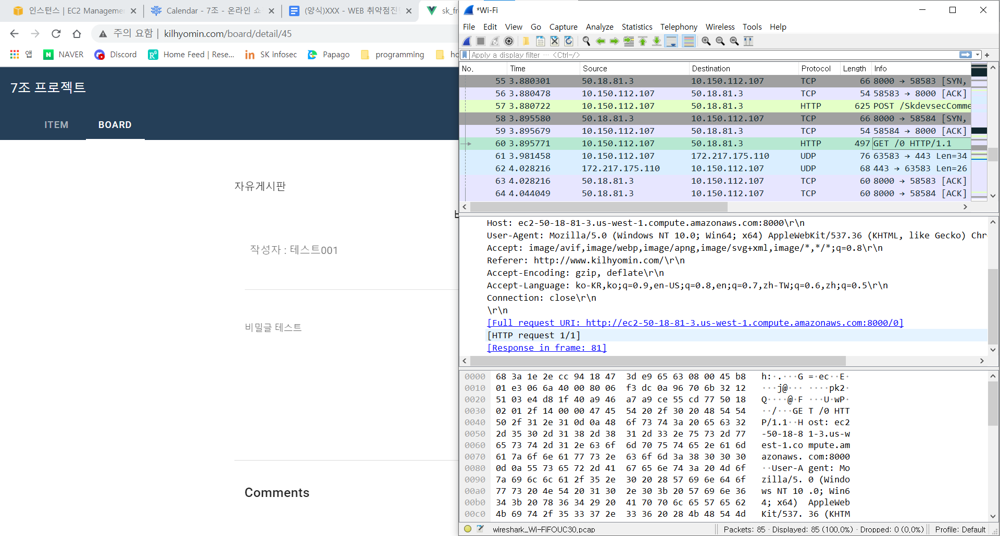 인스턴스 | EC2 Manageme
Calendar - 7조 - 온라인 쇼
(양식)XXX - WEB 취약점진
sk_fr
주의 요함 | kilhyomin.com/board/detail/45
앱 NAVER Discord Home Feed | Rese... SK infosec Papago programming ho
7조 프로젝트
ITEM BOARD
자유게시판
작성자 : 테스트001
비밀글 테스트
Comments
*Wi-Fi
File Edit View Go Capture Analyze Statistics Telephony Wireless Tools Help
Apply a display filter ... <Ctrl-/>
No. Time Source Destination Protocol Length Info
55 3.880301 50.18.81.3 10.150.112.107 TCP 66 8000 → 58583 [SYN,
56 3.880478 10.150.112.107 50.18.81.3 TCP 54 58583 → 8000 [ACK]
57 3.880722 10.150.112.107 50.18.81.3 HTTP 625 POST /SkdevsecComme
58 3.895580 50.18.81.3 10.150.112.107 TCP 66 8000 → 58584 [SYN,
59 3.895679 10.150.112.107 50.18.81.3 TCP 54 58584 → 8000 [ACK]
60 3.895771 10.150.112.107 50.18.81.3 HTTP 497 GET /0 HTTP/1.1
61 3.981458 10.150.112.107 172.217.175.110 UDP 76 63583 → 443 Len=34
62 4.028216 172.217.175.110 10.150.112.107 UDP 68 443 → 63583 Len=26
63 4.028216 50.18.81.3 10.150.112.107 TCP 60 8000 → 58583 [ACK]
64 4.044049 50.18.81.3 10.150.112.107 TCP 60 8000 → 58584 [ACK]
Host: ec2-50-18-81-3.us-west-1.compute.amazonaws.com:8000\r\n
User-Agent: Mozilla/5.0 (Windows NT 10.0; Win64; x64) AppleWebKit/537.36 (KHTML, like Gecko) Chr
Accept: image/avif,image/webp,image/apng,image/svg+xml,image/*,*/*;q=0.8\r\n
Referer: http://www.kilhyomin.com/\r\n
Accept-Encoding: gzip, deflate\r\n
Accept-Language: ko-KR,ko;q=0.9,en-US;q=0.8,en;q=0.7,zh-TW;q=0.6,zh;q=0.5\r\n
Connection: close\r\n
\r\n
[Full request URI: http://ec2-50-18-81-3.us-west-1.compute.amazonaws.com:8000/0]
[HTTP request 1/1]
[Response in frame: 81]
0000 68 3a 1e 2e cc 94 18 47 3d e9 65 63 08 00 45 b8 h:·.···G =·ec··E·
0010 01 e3 06 6a 40 00 80 06 f3 dc 0a 96 70 6b 32 12 ···j@··· ····pk2·
0020 51 03 e4 d8 1f 40 a9 46 a7 a9 ce 55 cd 77 50 18 Q····@·F ···U·wP·
0030 02 01 2f 14 00 00 47 45 54 20 2f 30 20 48 54 54 ··/···GE T /0 HTT
0040 50 2f 31 2e 31 0d 0a 48 6f 73 74 3a 20 65 63 32 P/1.1··H ost: ec2
0050 2d 35 30 2d 31 38 2d 38 31 2d 33 2e 75 73 2d 77 -50-18-8 1-3.us-w
0060 65 73 74 2d 31 2e 63 6f 6d 70 75 74 65 2e 61 6d est-1.co mpute.am
0070 61 7a 6f 6e 61 77 73 2e 63 6f 6d 3a 38 30 30 30 azonaws. com:8000
0080 0d 0a 55 73 65 72 2d 41 67 65 6e 74 3a 20 4d 6f ··User-A gent: Mo
0090 7a 69 6c 6c 61 2f 35 2e 30 20 28 57 69 6e 64 6f zilla/5. 0 (Windo
00a0 77 73 20 4e 54 20 31 30 2e 30 3b 20 57 69 6e 36 ws NT 10 .0; Win6
00b0 34 3b 20 78 36 34 29 20 41 70 70 6c 65 57 65 62 4; x64) AppleWeb
00c0 4b 69 74 2f 35 33 37 2e 33 36 20 28 4b 48 54 4d Kit/537. 36 (KHTM
wireshark_Wi-FiFOUC30.pcap Packets: 85 · Displayed: 85 (100.0%) · Dropped: 0 (0.0%) Profile: Default